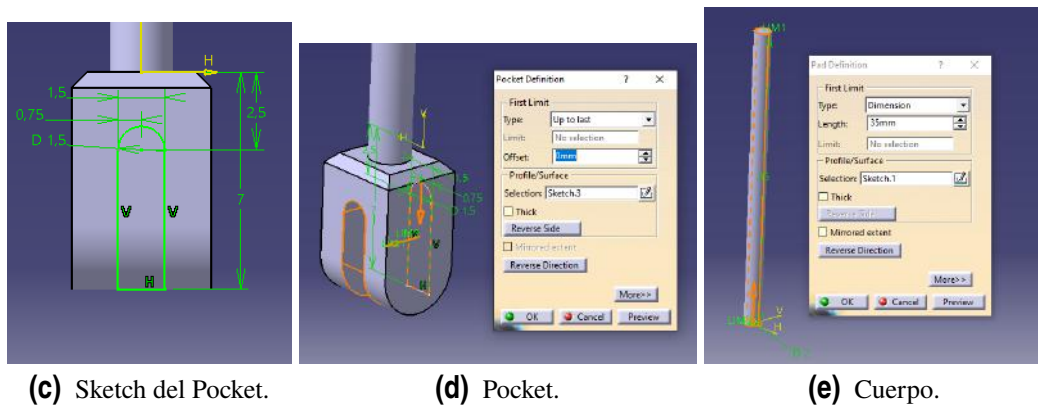 H
1,5
0,75
D 1,5
2,5
7
V V
H
(c) Sketch del Pocket.
Pocket Definition ? ×
First Limit
Type: Up to last
Limit: No selection
Offset: 0mm
Profile/Surface
Selection: Sketch.3
Thick
Reverse Side
Mirrored extent
Reverse Direction
More>>
OK Cancel Preview
V
H
0,75
D 1,5
V
H
(d) Pocket.
LIM1
V
H
Pad Definition ? ×
First Limit
Type: Dimension
Length: 35mm
Limit: No selection
Profile/Surface
Selection: Sketch.1
Thick
Reverse Side
Mirrored extent
Reverse Direction
More>>
OK Cancel Preview
(e) Cuerpo.